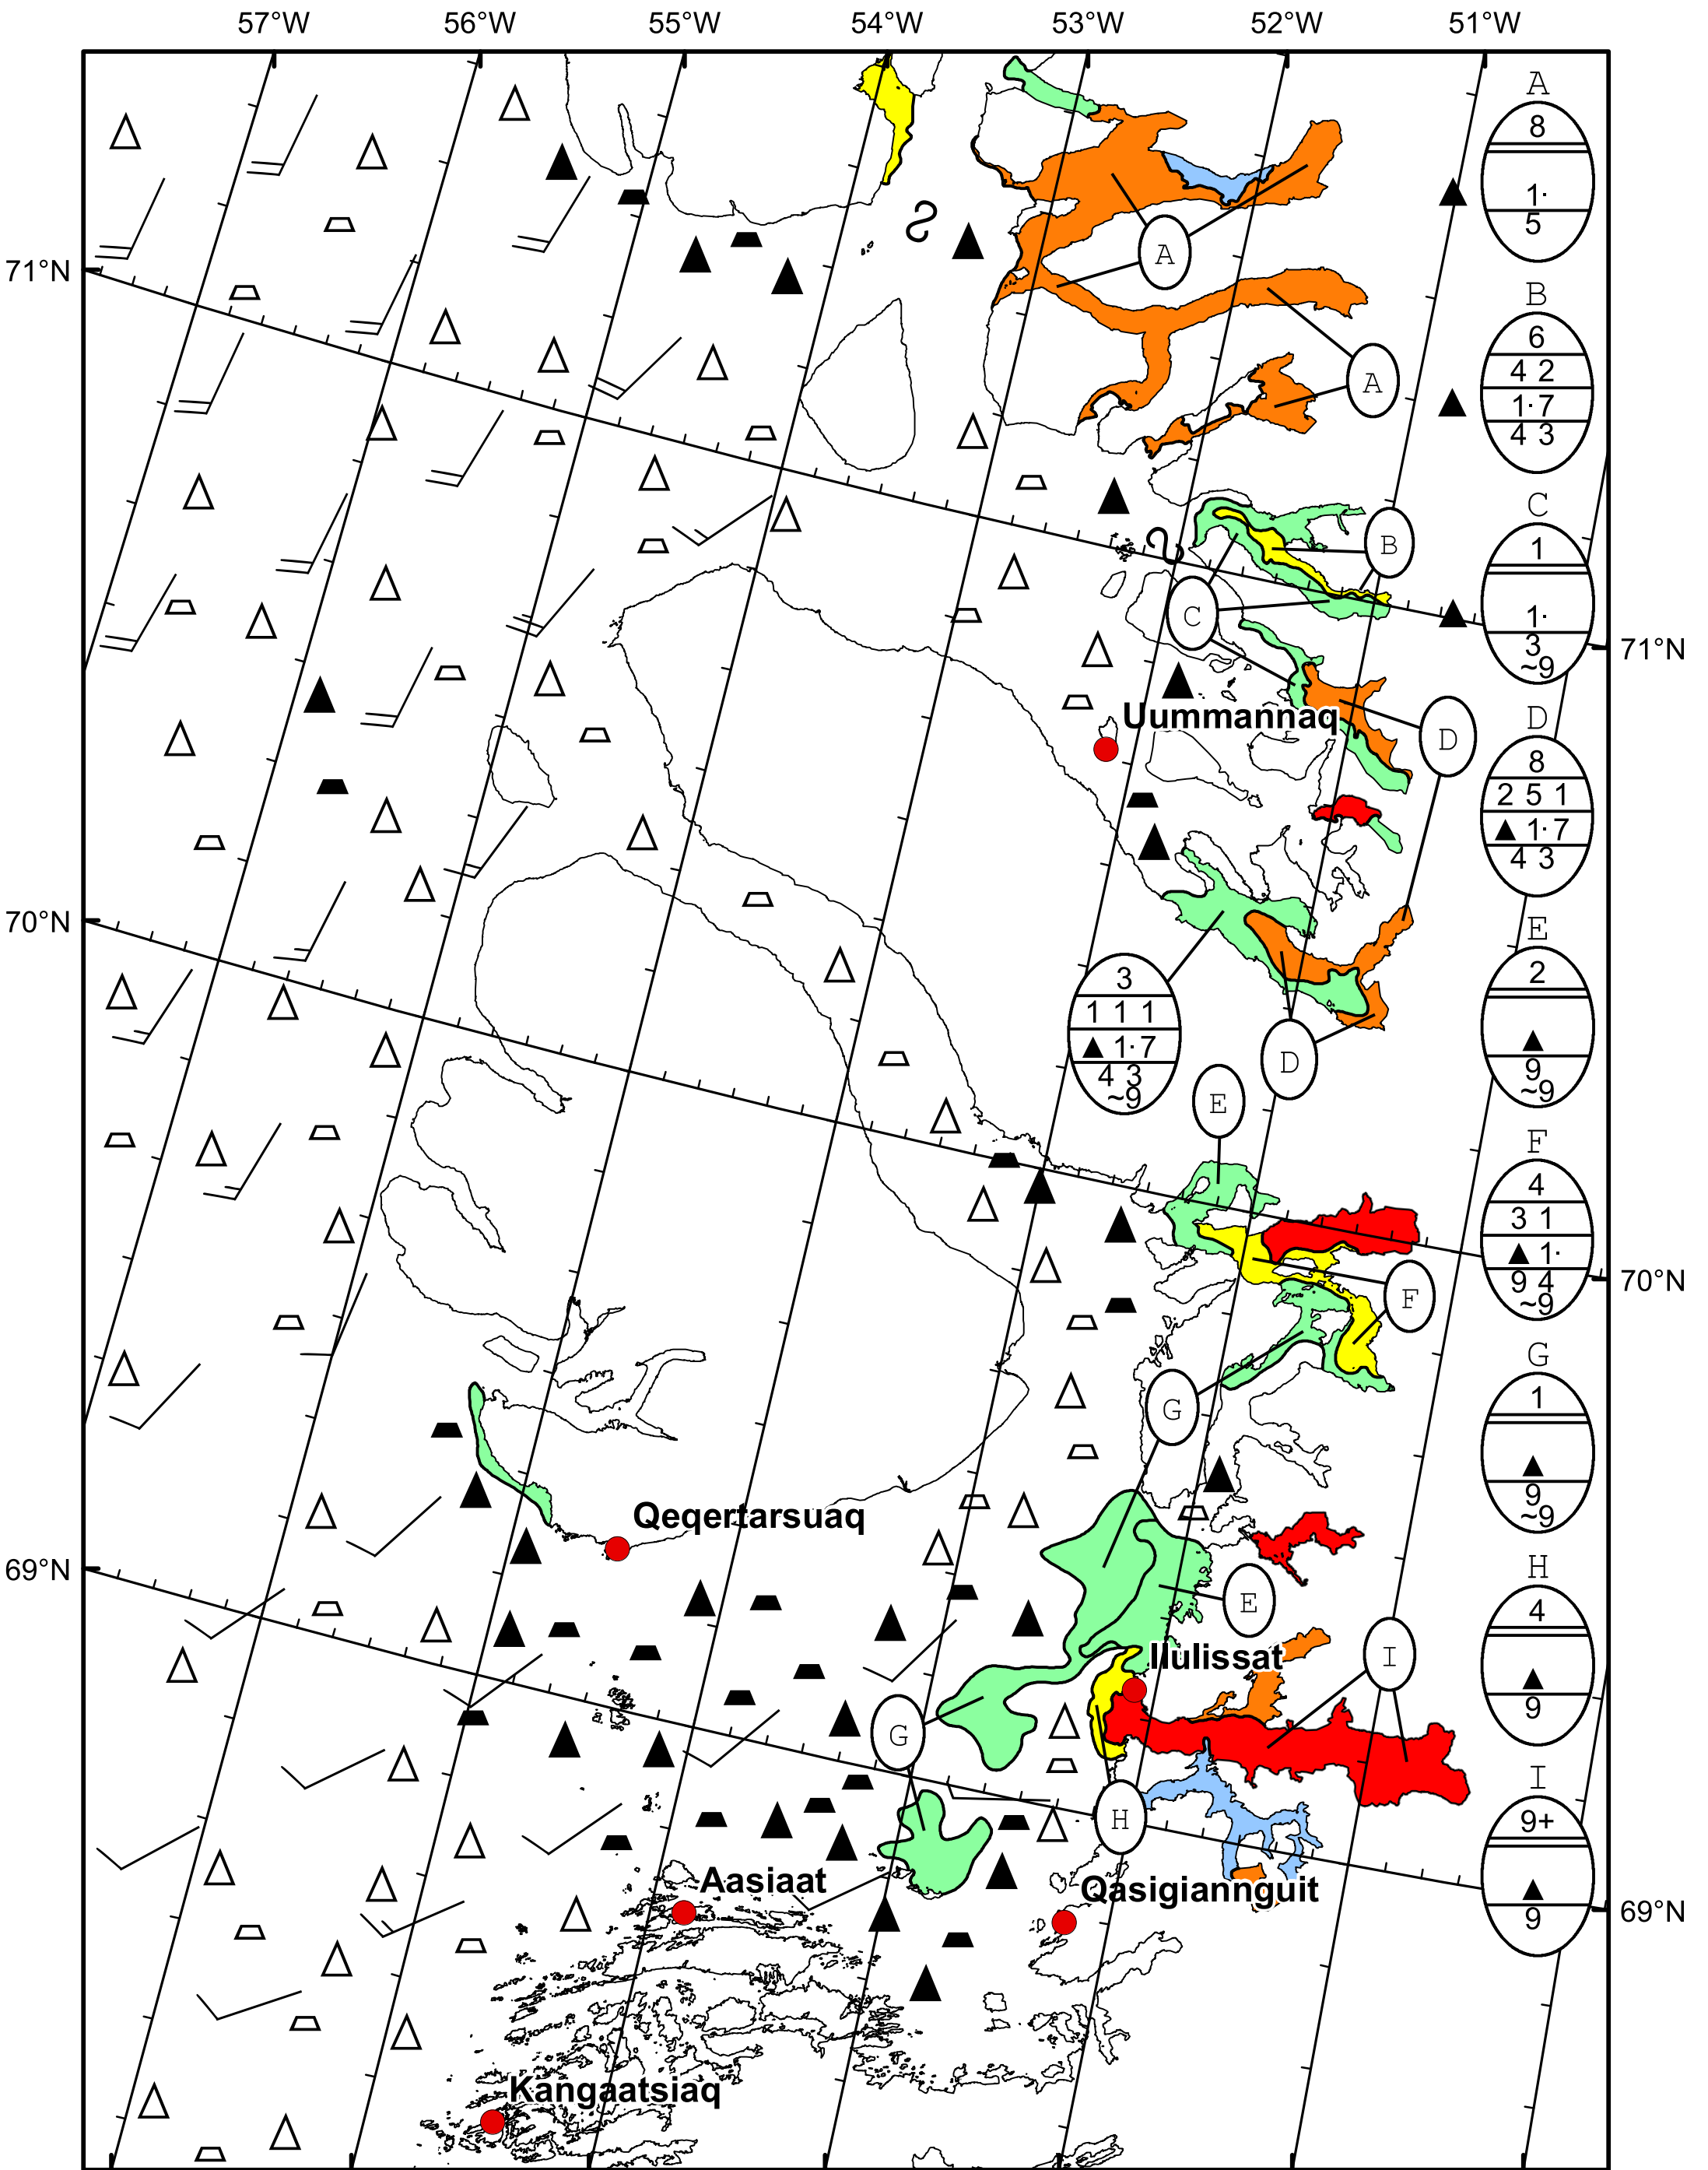 57°W 56°W 55°W 54°W 53°W 52°W 51°W
71°N
70°N
69°N
71°N
70°N
69°N
Uummannaq
Qeqertarsuaq
Ilulissat
Aasiaat
Qasigiannguit
Kangaatsiaq
A
A
B
C
D
3
1 1 1
▲ 1· 7
4 3
~9
D
E
F
G
E
I
G
H
A
8
1·
5
B
6
4 2
1· 7
4 3
C
1
1·
3
~9
D
8
2 5 1
▲ 1· 7
4 3
E
2
▲
9
~9
F
4
3 1
▲ 1·
9 4
~9
G
1
▲
9
~9
H
4
▲
9
I
9+
▲
9